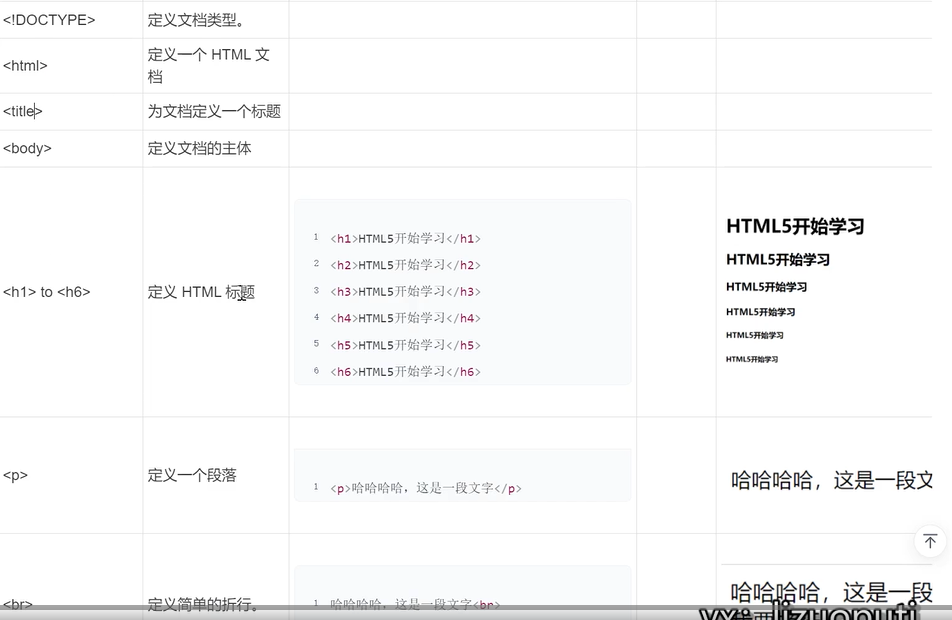 <!DOCTYPE> 定义文档类型。
<html> 定义一个 HTML 文
档
<title> 为文档定义一个标题
<body> 定义文档的主体
<h1> to <h6> 定义 HTML 标题
1 <h1>HTML5开始学习</h1>
2 <h2>HTML5开始学习</h2>
3 <h3>HTML5开始学习</h3>
4 <h4>HTML5开始学习</h4>
5 <h5>HTML5开始学习</h5>
6 <h6>HTML5开始学习</h6>
HTML5开始学习
HTML5开始学习
HTML5开始学习
HTML5开始学习
HTML5开始学习
HTML5开始学习
<p> 定义一个段落
1 <p>哈哈哈哈，这是一段文字</p>
哈哈哈哈，这是一段文
<br> 定义简单的折行。
1 哈哈哈哈，这是一段文字<br>
哈哈哈哈，这是一段